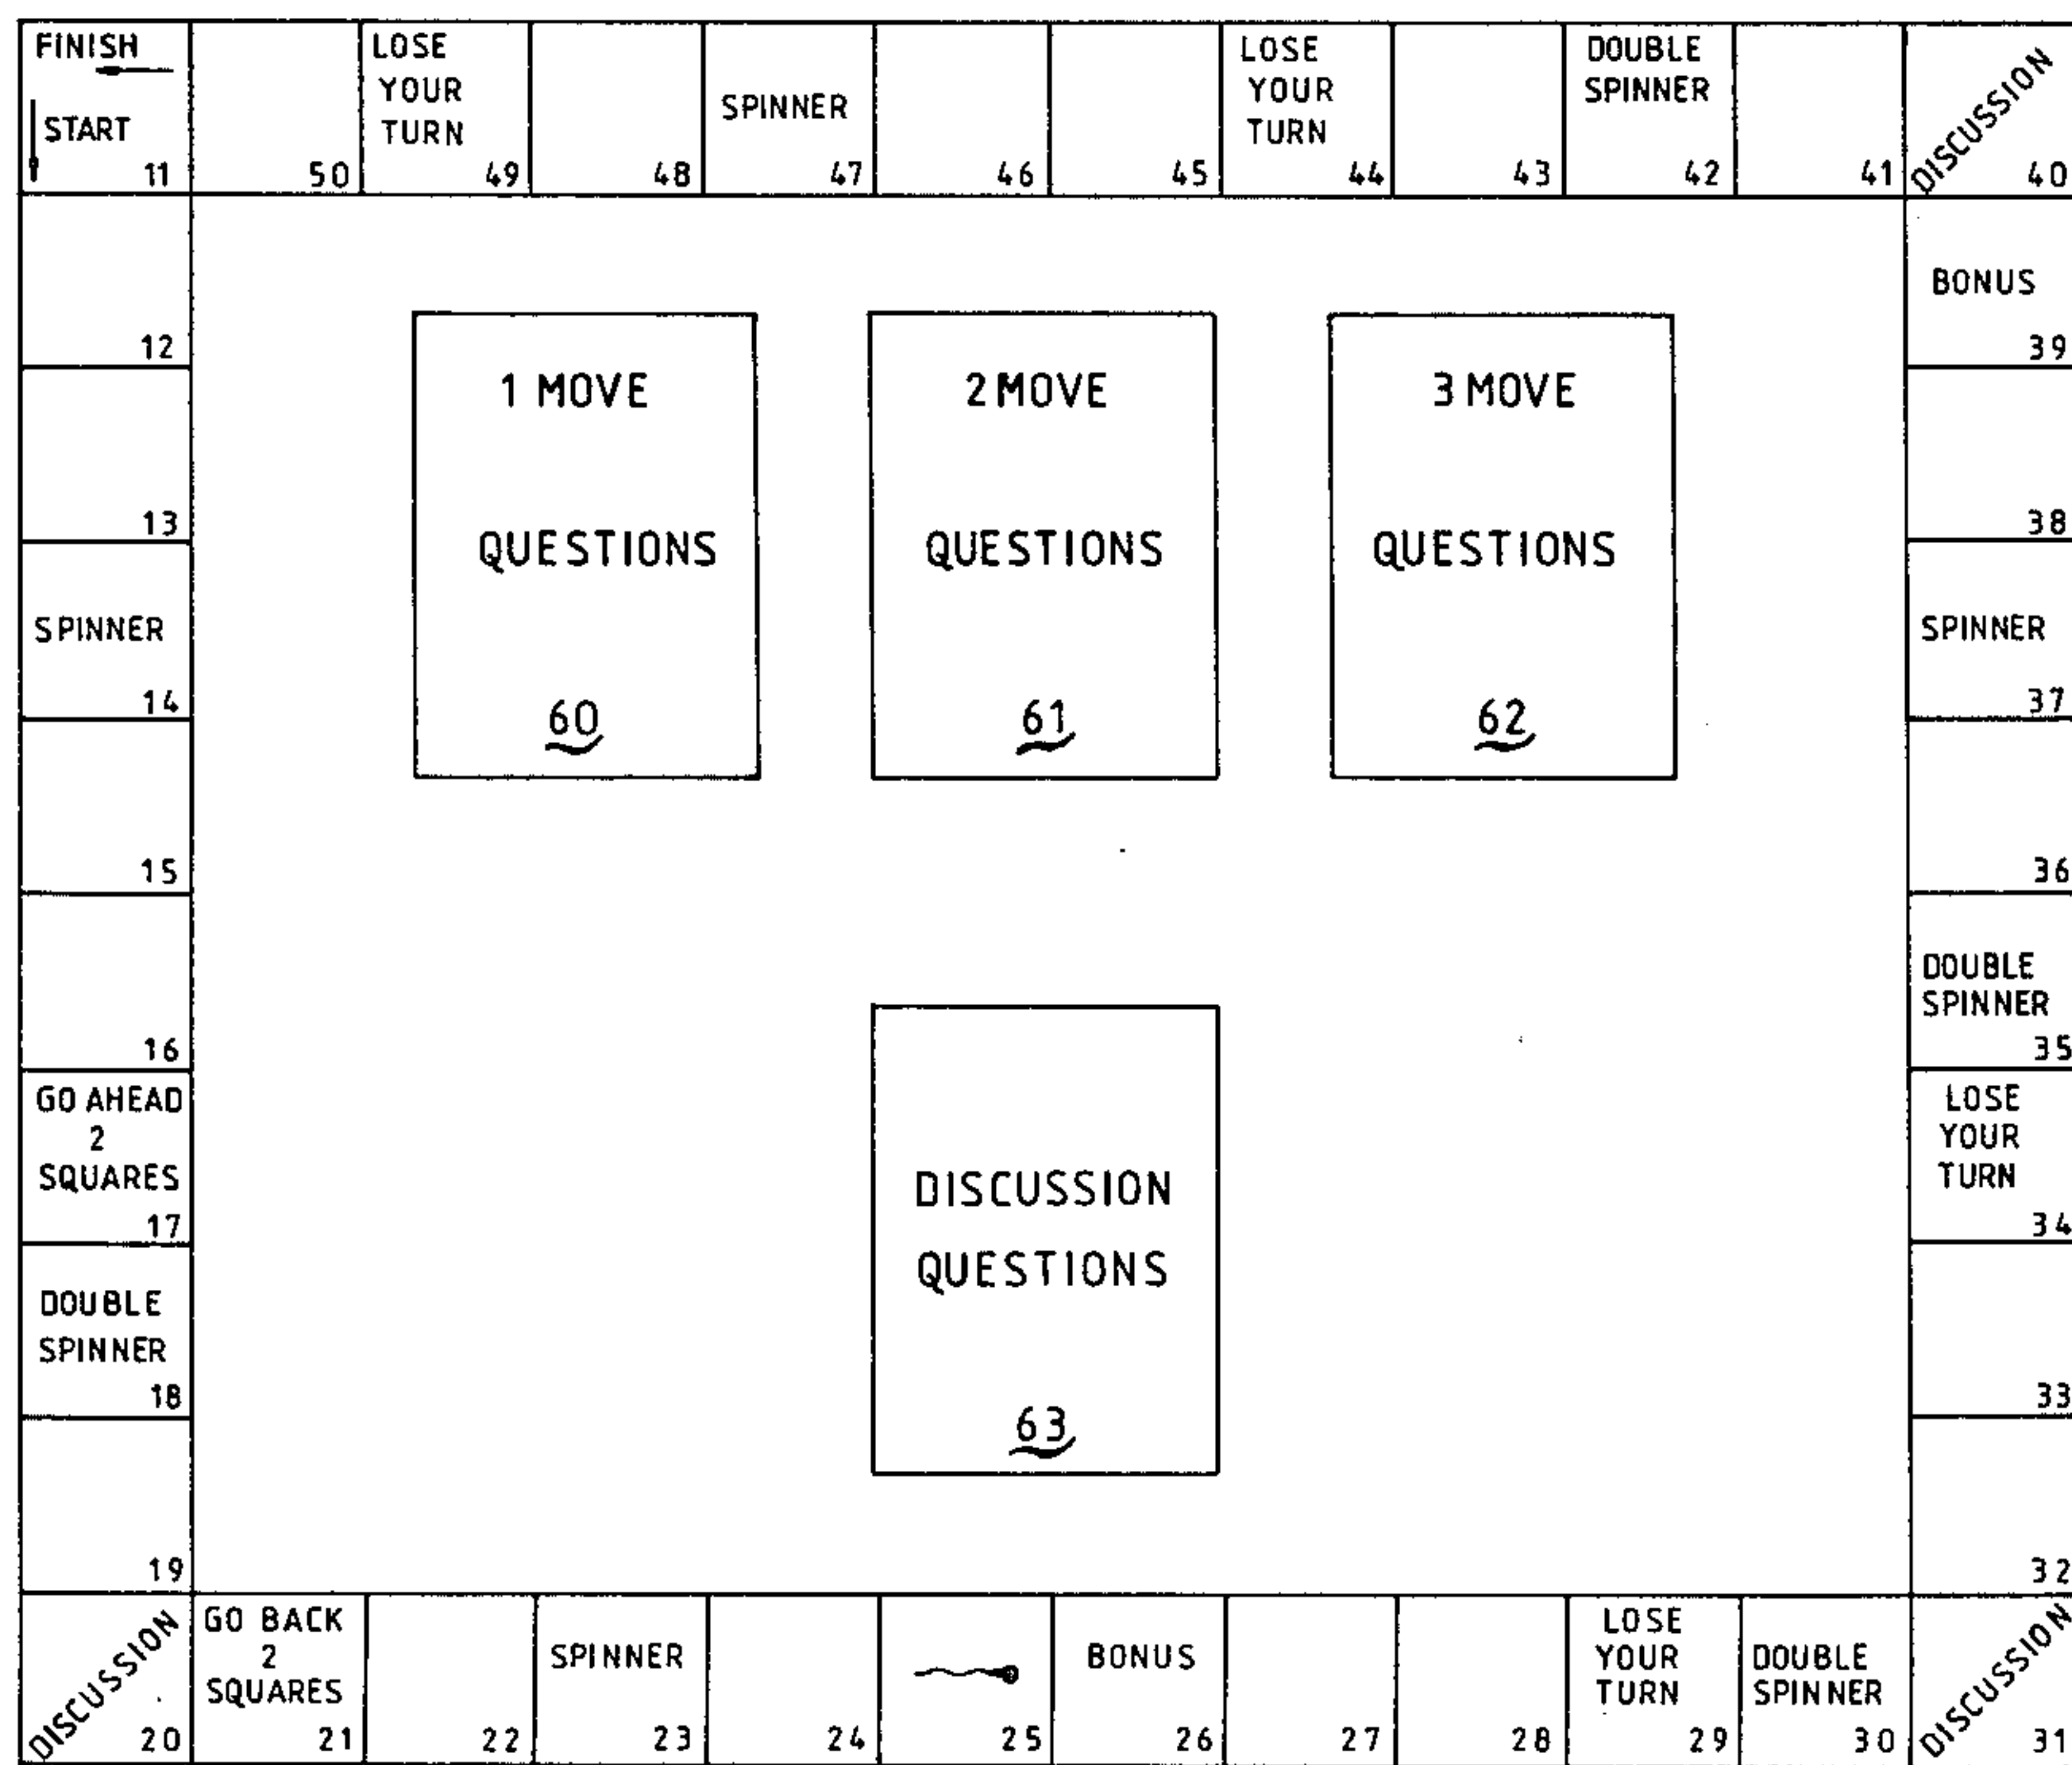 FINISH
START
11
50
LOSE
YOUR
TURN
49
48
SPINNER
47
46
45
LOSE
YOUR
TURN
44
43
DOUBLE
SPINNER
42
41
DISCUSSION
40
12
13
SPINNER
14
15
16
GO AHEAD
2
SQUARES
17
DOUBLE
SPINNER
18
19
1 MOVE
QUESTIONS
60
2 MOVE
QUESTIONS
61
3 MOVE
QUESTIONS
62
DISCUSSION
QUESTIONS
63
BONUS
39
38
SPINNER
37
36
DOUBLE
SPINNER
35
LOSE
YOUR
TURN
34
33
32
DISCUSSION
20
GO BACK
2
SQUARES
21
22
SPINNER
23
24
25
BONUS
26
27
28
LOSE
YOUR
TURN
29
DOUBLE
SPINNER
30
DISCUSSION
31